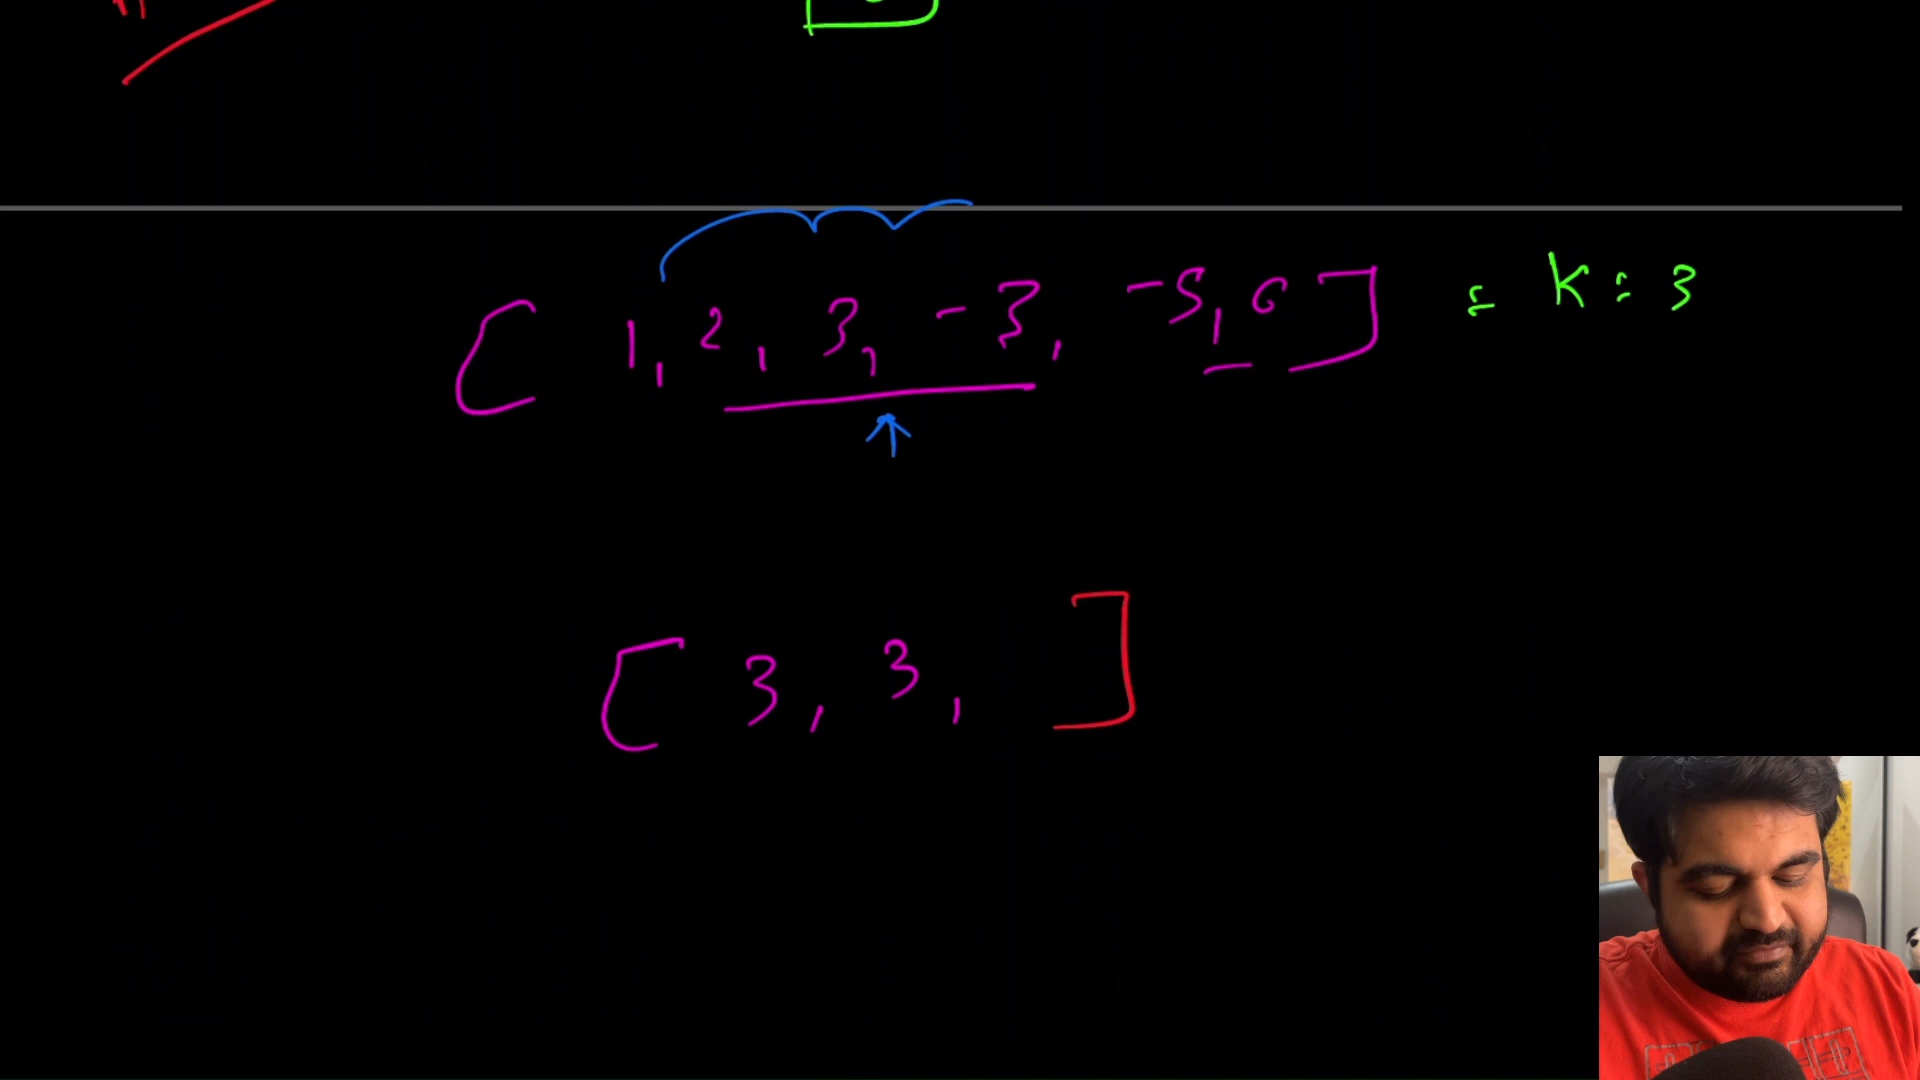 [ 1, 2, 3, -3, -5, 6 ] = K : 3
[ 3, 3, ]